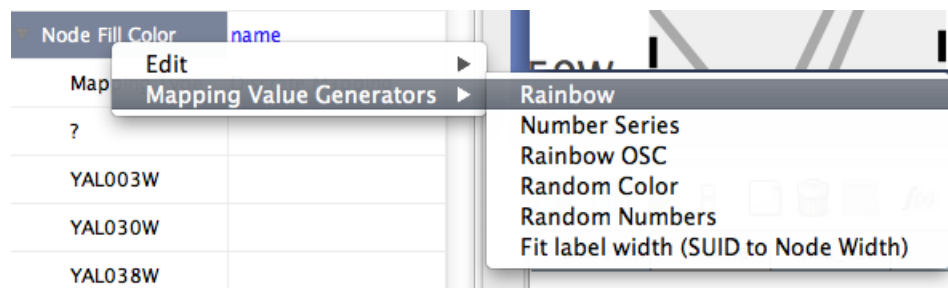 Node Fill Color name
Edit
Map
Mapping Value Generators
?
YAL003W
YAL030W
YAL038W
Rainbow
Number Series
Rainbow OSC
Random Color
Random Numbers
Fit label width (SUID to Node Width)